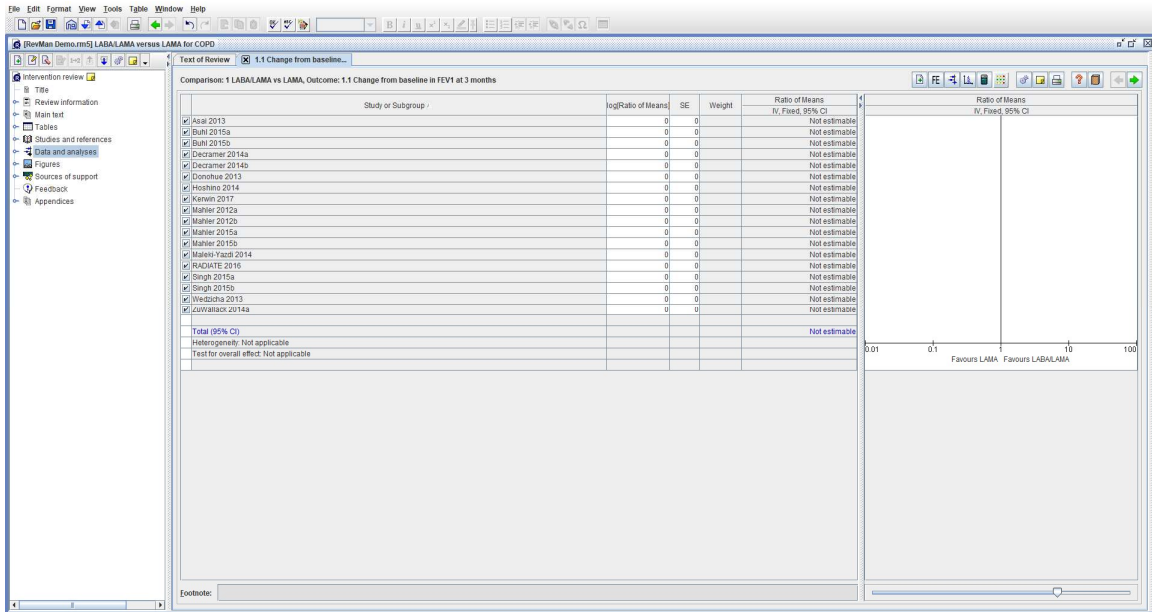 File Edit Format View Tools Table Window Help
[RevMan Demo.rm5] LABA/LAMA versus LAMA for COPD
Intervention review
Title
Review information
Main text
Tables
Studies and references
Data and analyses
Figures
Sources of support
Feedback
Appendices
Text of Review 1.1 Change from baseline...
Comparison: 1 LABA/LAMA vs LAMA, Outcome: 1.1 Change from baseline in FEV1 at 3 months
FE
Study or Subgroup log[Ratio of Means] SE Weight Ratio of Means Ratio of Means
IV, Fixed, 95% CI IV, Fixed, 95% CI
Asai 2013 0 0 Not estimable
Buhl 2015a 0 0 Not estimable
Buhl 2015b 0 0 Not estimable
Decramer 2014a 0 0 Not estimable
Decramer 2014b 0 0 Not estimable
Donohue 2013 0 0 Not estimable
Hoshino 2014 0 0 Not estimable
Kerwin 2017 0 0 Not estimable
Mahler 2012a 0 0 Not estimable
Mahler 2012b 0 0 Not estimable
Mahler 2015a 0 0 Not estimable
Mahler 2015b 0 0 Not estimable
Maleki-Yazdi 2014 0 0 Not estimable
RADIATE 2016 0 0 Not estimable
Singh 2015a 0 0 Not estimable
Singh 2015b 0 0 Not estimable
Wedzicha 2013 0 0 Not estimable
ZuWallack 2014a 0 0 Not estimable
Total (95% CI) Not estimable
Heterogeneity: Not applicable
Test for overall effect: Not applicable
0.01 0.1 1 10 100
Favours LAMA Favours LABA/LAMA
Footnote: